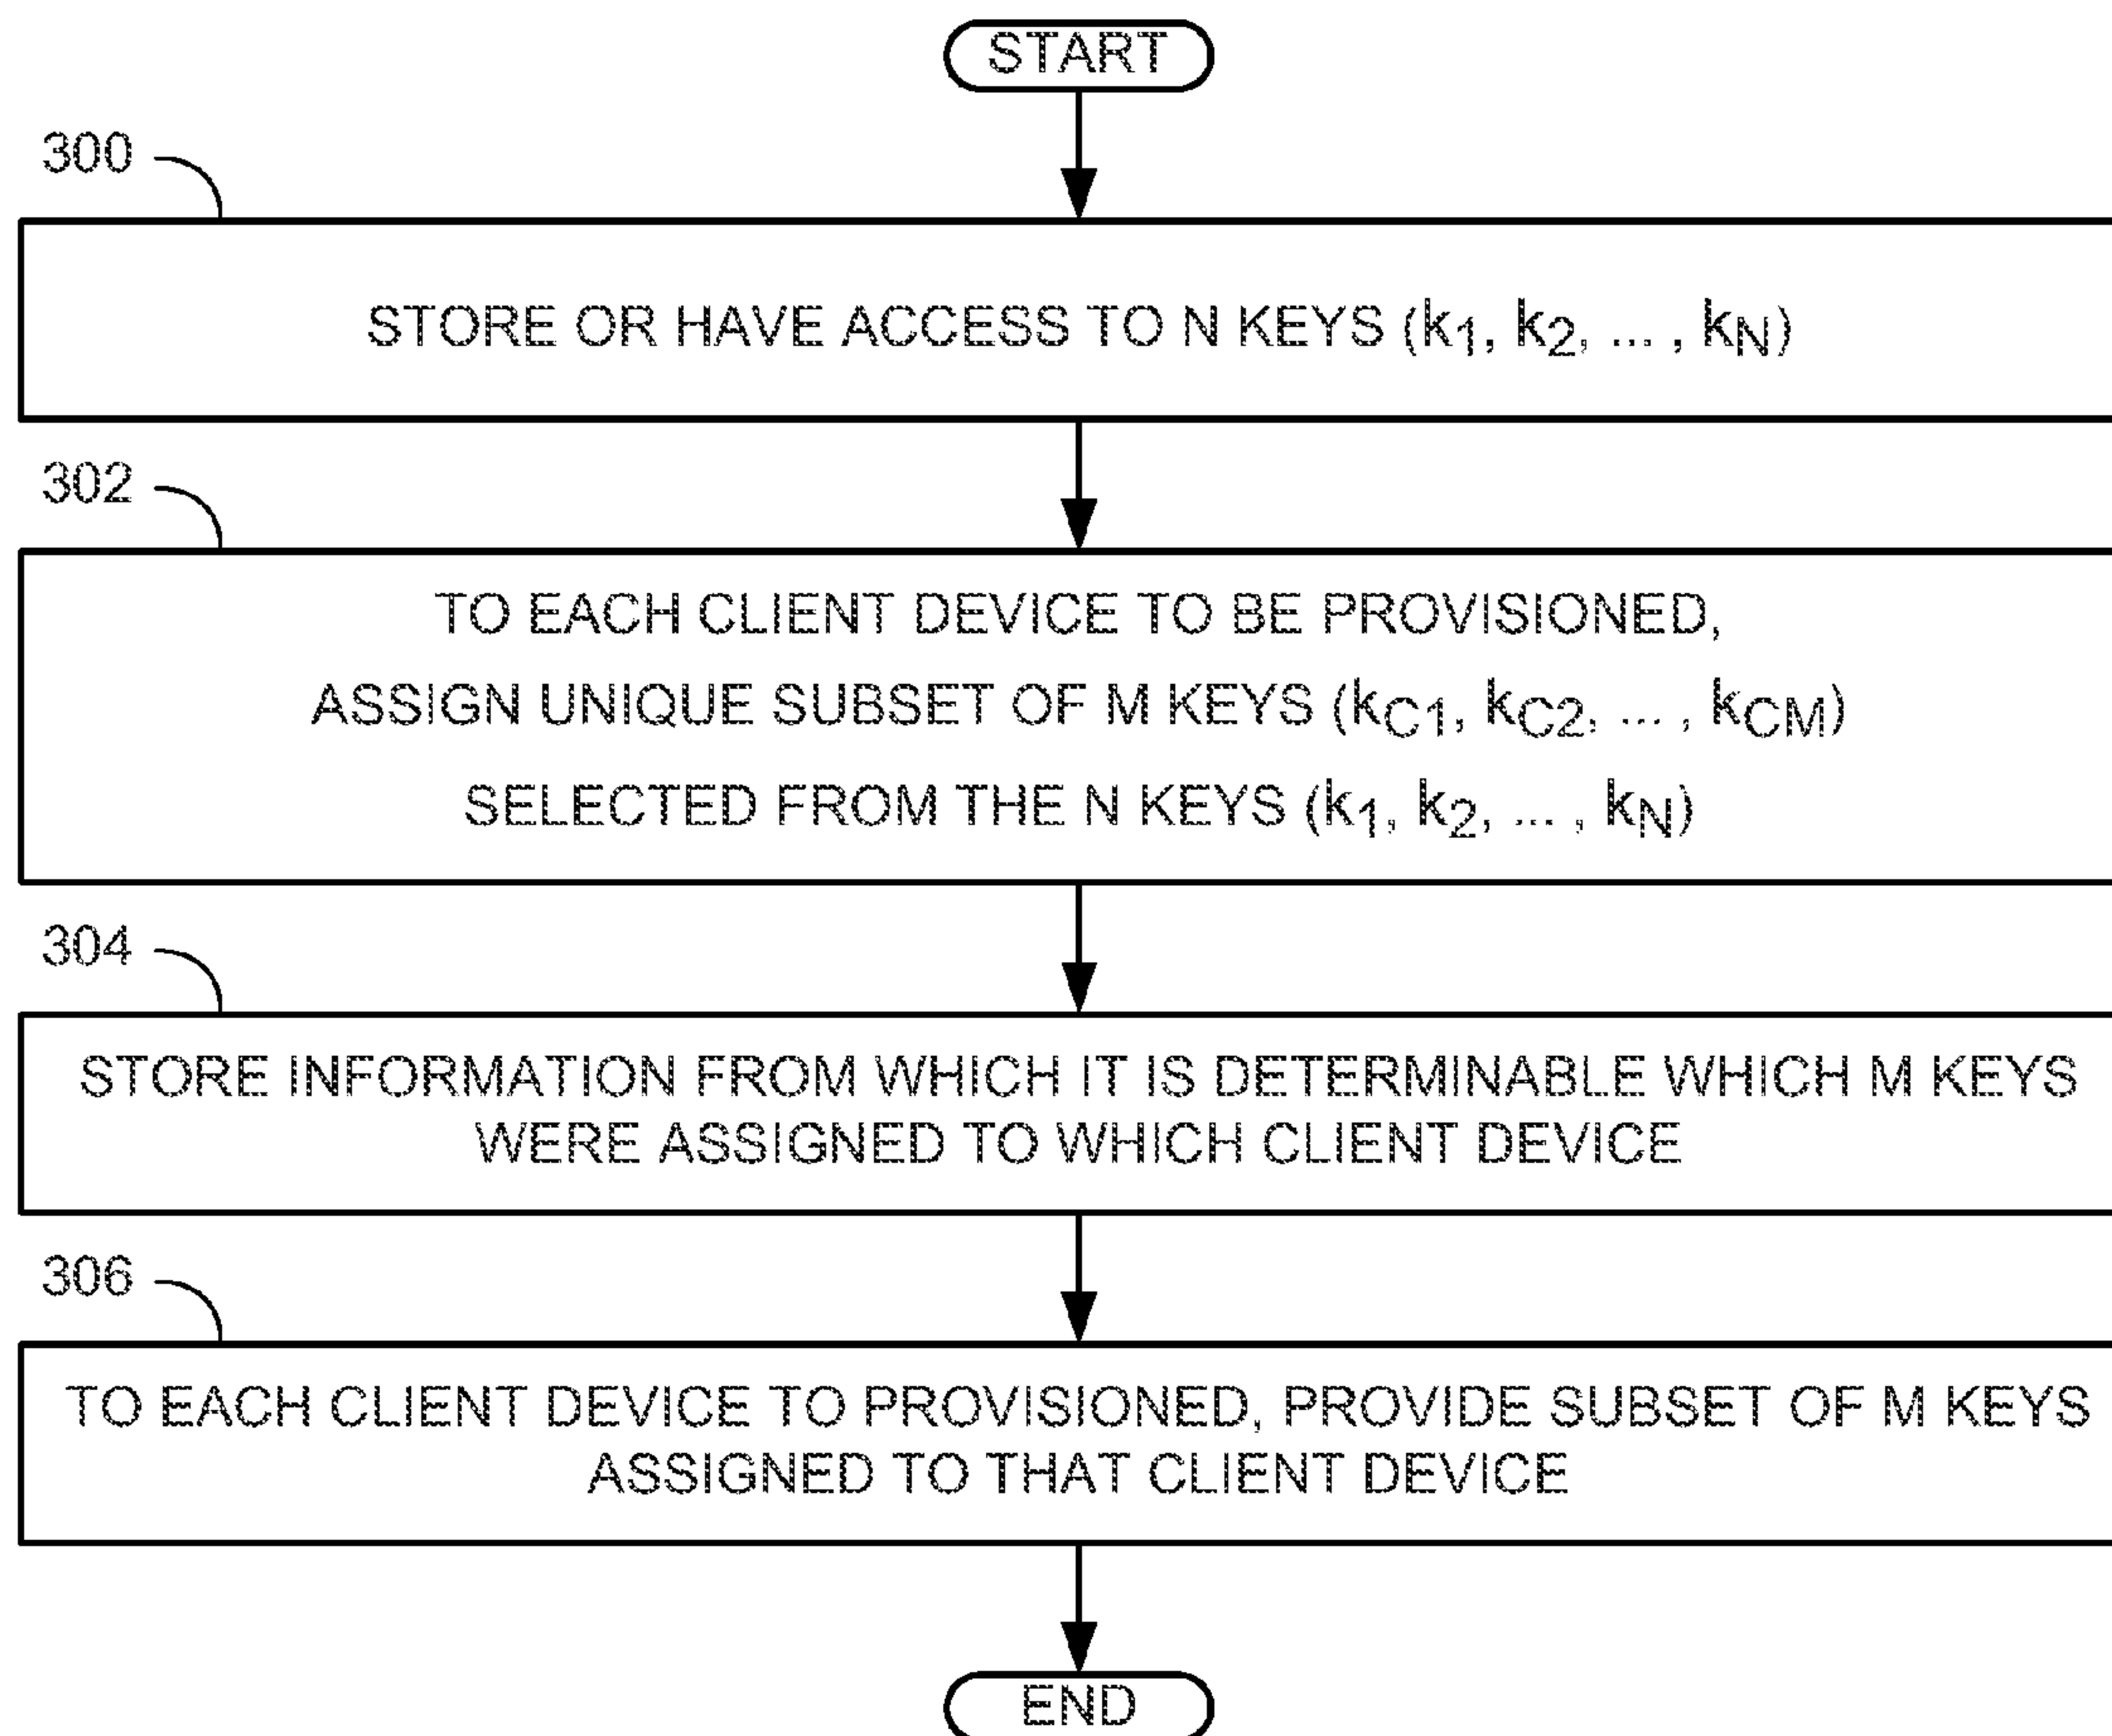 START
300
STORE OR HAVE ACCESS TO N KEYS (k1, k2, ... , kN)
302
TO EACH CLIENT DEVICE TO BE PROVISIONED,
ASSIGN UNIQUE SUBSET OF M KEYS (kC1, kC2, ... , kCM)
SELECTED FROM THE N KEYS (k1, k2, ... , kN)
304
STORE INFORMATION FROM WHICH IT IS DETERMINABLE WHICH M KEYS
WERE ASSIGNED TO WHICH CLIENT DEVICE
306
TO EACH CLIENT DEVICE TO PROVISIONED, PROVIDE SUBSET OF M KEYS
ASSIGNED TO THAT CLIENT DEVICE
END